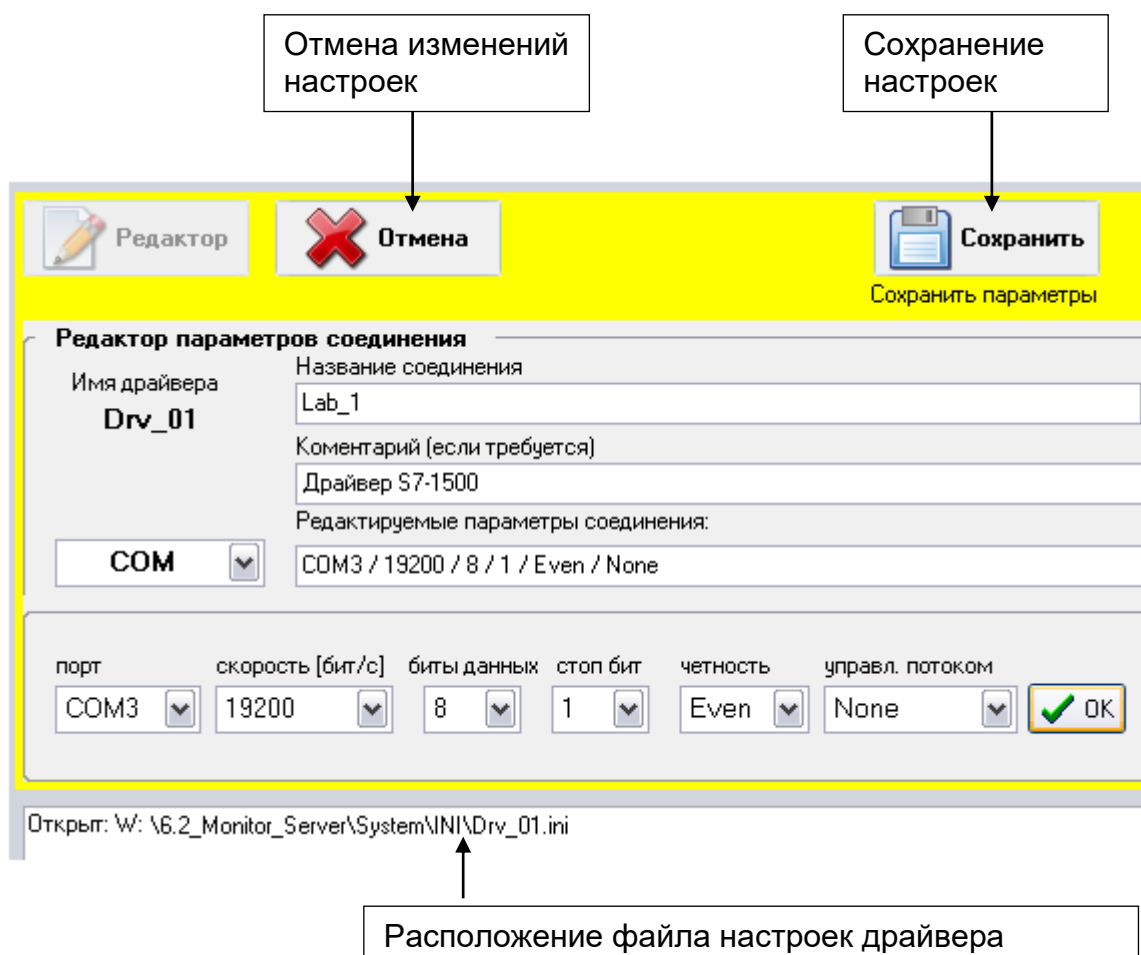 Отмена изменений
настроек
Сохранение
настроек
Редактор
Отмена
Сохранить
Сохранить параметры
Редактор параметров соединения
Имя драйвера
Drv_01
Название соединения
Lab_1
Коментарий (если требуется)
Драйвер S7-1500
Редактируемые параметры соединения:
COM
COM3 / 19200 / 8 / 1 / Even / None
порт скорость [бит/с] биты данных стоп бит четность управл. потоком
COM3 19200 8 1 Even None OK
Открыт: W: \6.2_Monitor_Server\System\INI\Drv_01.ini
Расположение файла настроек драйвера